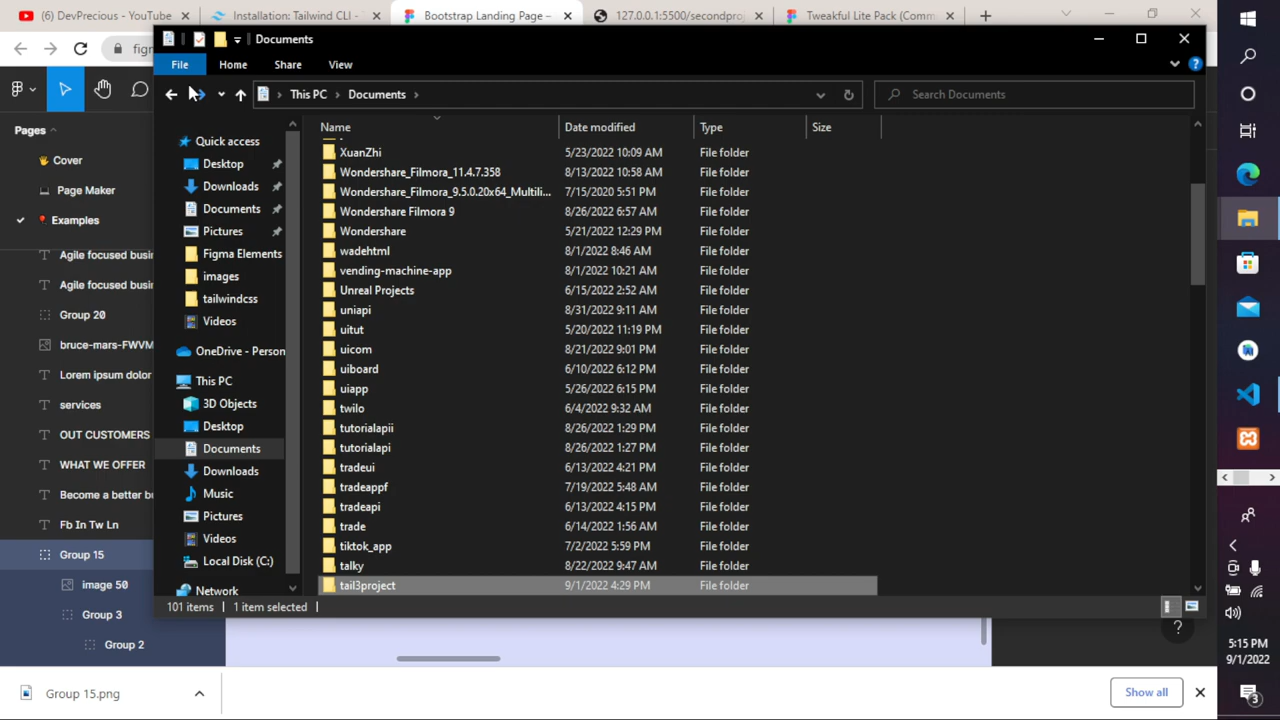 DevPrecious - YouTube
Installation: Tailwind CLI -
Bootstrap Landing Page –
127.0.0.1:5500/secondproj
Tweakful Lite Pack (Comm
figm
Documents
File Home Share View
This PC Documents
Search Documents
Pages
Cover
Page Maker
Examples
Agile focused busin
Agile focused busin
Group 20
bruce-mars-FWVM
Lorem ipsum dolor
services
OUT CUSTOMERS
WHAT WE OFFER
Become a better bu
Fb In Tw Ln
Group 15
image 50
Group 3
Group 2
Quick access
Desktop
Downloads
Documents
Pictures
Figma Elements
images
tailwindcss
Videos
OneDrive - Person
This PC
3D Objects
Desktop
Documents
Downloads
Music
Pictures
Videos
Local Disk (C:)
Network
Name Date modified Type Size
XuanZhi 5/23/2022 10:09 AM File folder
Wondershare_Filmora_11.4.7.358 8/13/2022 10:58 AM File folder
Wondershare_Filmora_9.5.0.20x64_Multili... 7/15/2020 5:51 PM File folder
Wondershare Filmora 9 8/26/2022 6:57 AM File folder
Wondershare 5/21/2022 12:29 PM File folder
wadehtml 8/1/2022 8:46 AM File folder
vending-machine-app 8/1/2022 10:21 AM File folder
Unreal Projects 6/15/2022 2:52 AM File folder
uniapi 8/31/2022 9:11 AM File folder
uitut 5/20/2022 11:19 PM File folder
uicom 8/21/2022 9:01 PM File folder
uiboard 6/10/2022 6:12 PM File folder
uiapp 5/26/2022 6:15 PM File folder
twilo 6/4/2022 9:32 AM File folder
tutorialapii 8/26/2022 1:29 PM File folder
tutorialapi 8/26/2022 1:27 PM File folder
tradeui 6/13/2022 4:21 PM File folder
tradeappf 7/19/2022 5:48 AM File folder
tradeapi 6/13/2022 4:15 PM File folder
trade 6/14/2022 1:56 AM File folder
tiktok_app 7/2/2022 5:59 PM File folder
talky 8/22/2022 9:47 AM File folder
tail3project 9/1/2022 4:29 PM File folder
101 items 1 item selected
?
Group 15.png
Show all
5:15 PM
9/1/2022
3